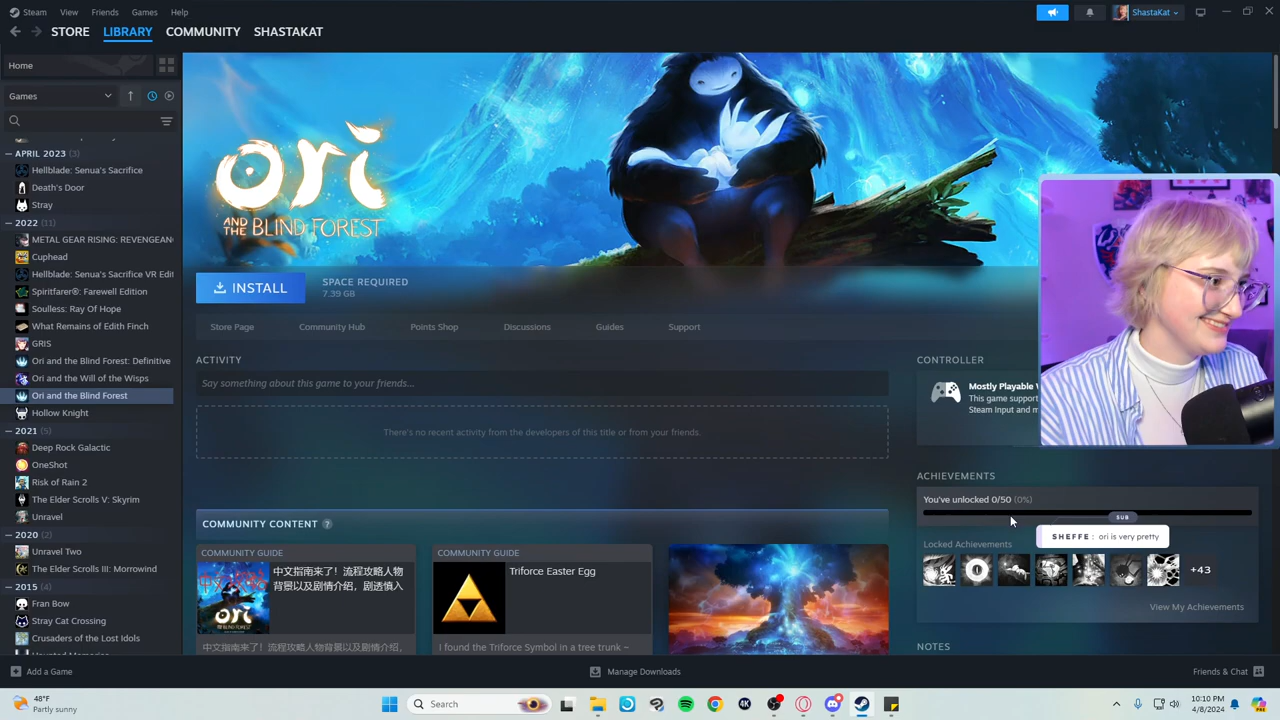 Steam View Friends Games Help
ShastaKat
STORE LIBRARY COMMUNITY SHASTAKAT
Home
Games
APRIL 2023 (3)
Hellblade: Senua's Sacrifice
Death's Door
Stray
2022 (11)
METAL GEAR RISING: REVENGEAN
Cuphead
Hellblade: Senua's Sacrifice VR Edit
Spiritfarer®: Farewell Edition
Soulless: Ray Of Hope
What Remains of Edith Finch
GRIS
Ori and the Blind Forest: Definitive
Ori and the Will of the Wisps
Ori and the Blind Forest
Hollow Knight
2021 (5)
Deep Rock Galactic
OneShot
Risk of Rain 2
The Elder Scrolls V: Skyrim
Unravel
2020 (2)
Unravel Two
The Elder Scrolls III: Morrowind
2015 (4)
Fran Bow
Stray Cat Crossing
Crusaders of the Lost Idols
ori
AND THE BLIND FOREST
INSTALL
SPACE REQUIRED
7.39 GB
Store Page Community Hub Points Shop Discussions Guides Support
ACTIVITY
Say something about this game to your friends...
There's no recent activity from the developers of this title or from your friends.
COMMUNITY CONTENT ?
COMMUNITY GUIDE
中文指南来了！流程攻略人物
背景以及剧情介绍，剧透慎入
中文指南来了！流程攻略人物背景以及剧情介绍，
ori
COMMUNITY GUIDE
Triforce Easter Egg
I found the Triforce Symbol in a tree trunk ~
CONTROLLER
Mostly Playable
This game support
Steam Input and m
ACHIEVEMENTS
You've unlocked 0/50 (0%)
SUB
SHEFFE : ori is very pretty
Locked Achievements
+43
View My Achievements
NOTES
Add a Game
Manage Downloads
Friends & Chat
48°F
Partly sunny
Search
4K
10:10 PM
4/8/2024